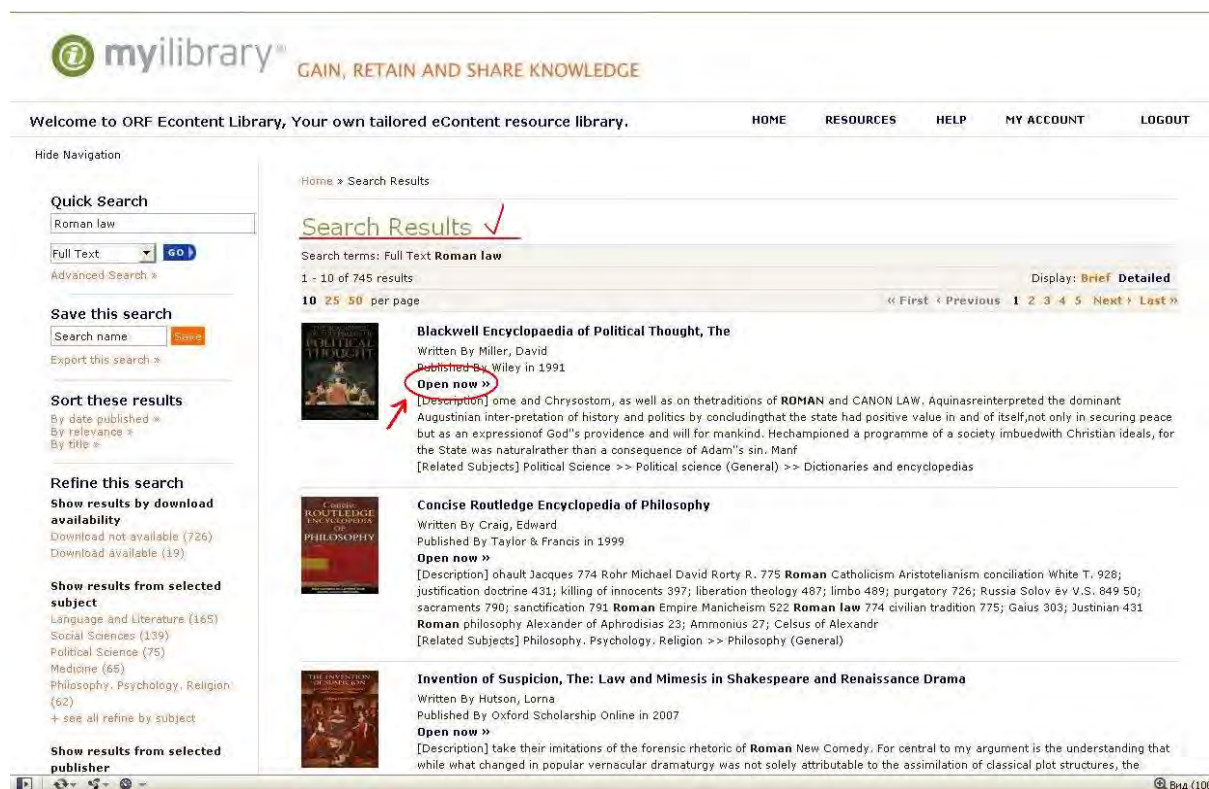 myilibrary®
GAIN, RETAIN AND SHARE KNOWLEDGE
Welcome to ORF Econtent Library, Your own tailored eContent resource library.
HOME RESOURCES HELP MY ACCOUNT LOGOUT
Hide Navigation
Quick Search
Roman law
Full Text GO
Advanced Search »
Save this search
Search name Save
Export this search »
Sort these results
By date published »
By relevance »
By title »
Refine this search
Show results by download
availability
Download not available (726)
Download available (19)
Show results from selected
subject
Language and Literature (165)
Social Sciences (139)
Political Science (75)
Medicine (65)
Philosophy. Psychology. Religion
(62)
+ see all refine by subject
Show results from selected
publisher
Home » Search Results
Search Results
Search terms: Full Text Roman law
1 - 10 of 745 results
Display: Brief Detailed
10 25 50 per page
« First ‹ Previous 1 2 3 4 5 Next › Last »
POLITICAL
THOUGHT
Blackwell Encyclopaedia of Political Thought, The
Written By Miller, David
Published By Wiley in 1991
Open now »
[Description] ome and Chrysostom, as well as on thetraditions of ROMAN and CANON LAW. Aquinasreinterpreted the dominant
Augustinian inter-pretation of history and politics by concludingthat the state had positive value in and of itself,not only in securing peace
but as an expressionof God"s providence and will for mankind. Hechampioned a programme of a society imbuedwith Christian ideals, for
the State was naturalrather than a consequence of Adam"s sin. Manf
[Related Subjects] Political Science >> Political science (General) >> Dictionaries and encyclopedias
Concise
ROUTLEDGE
ENCYCLOPEDIA
OF
PHILOSOPHY
Concise Routledge Encyclopedia of Philosophy
Written By Craig, Edward
Published By Taylor & Francis in 1999
Open now »
[Description] ohault Jacques 774 Rohr Michael David Rorty R. 775 Roman Catholicism Aristotelianism conciliation White T. 928;
justification doctrine 431; killing of innocents 397; liberation theology 487; limbo 489; purgatory 726; Russia Solov ëv V.S. 849 50;
sacraments 790; sanctification 791 Roman Empire Manicheism 522 Roman law 774 civilian tradition 775; Gaius 303; Justinian 431
Roman philosophy Alexander of Aphrodisias 23; Ammonius 27; Celsus of Alexandr
[Related Subjects] Philosophy. Psychology. Religion >> Philosophy (General)
THE INVENTION
OF SUSPICION
Invention of Suspicion, The: Law and Mimesis in Shakespeare and Renaissance Drama
Written By Hutson, Lorna
Published By Oxford Scholarship Online in 2007
Open now »
[Description] take their imitations of the forensic rhetoric of Roman New Comedy. For central to my argument is the understanding that
while what changed in popular vernacular dramaturgy was not solely attributable to the assimilation of classical plot structures, the
Вид (100